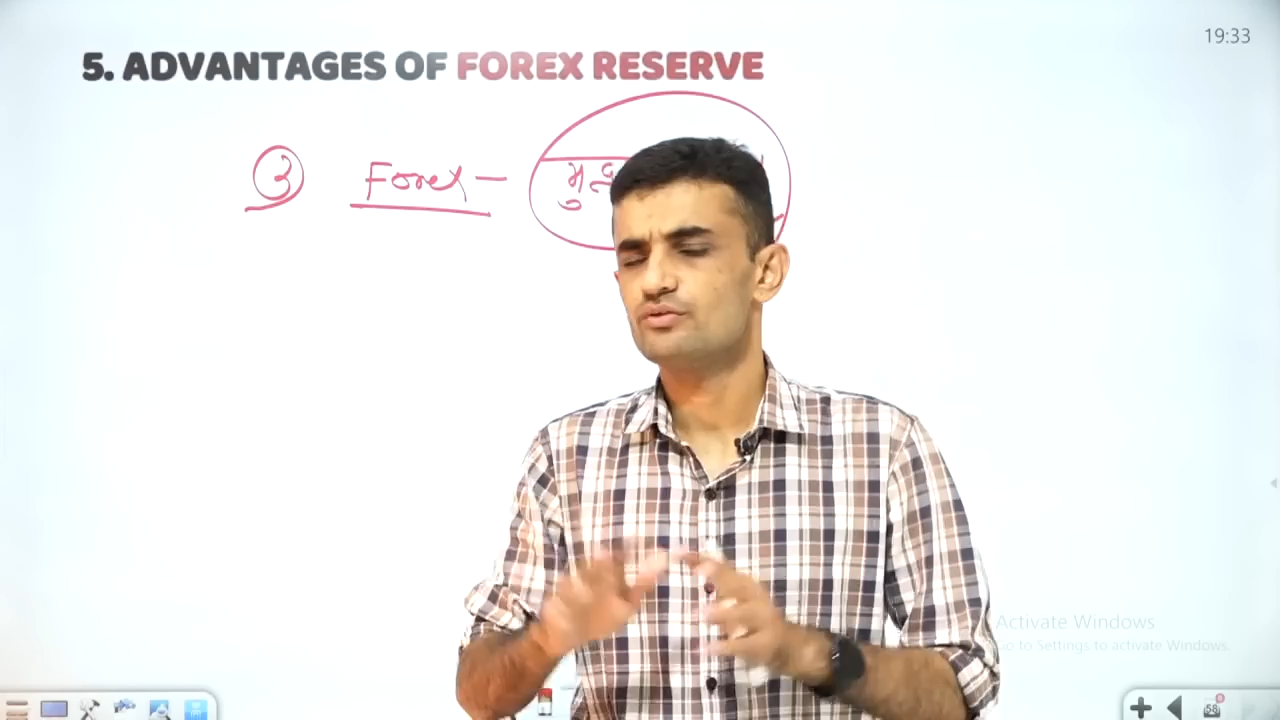 19:33
5. ADVANTAGES OF FOREX RESERVE
3 Forex –
Activate Windows
Go to Settings to activate Windows.
58